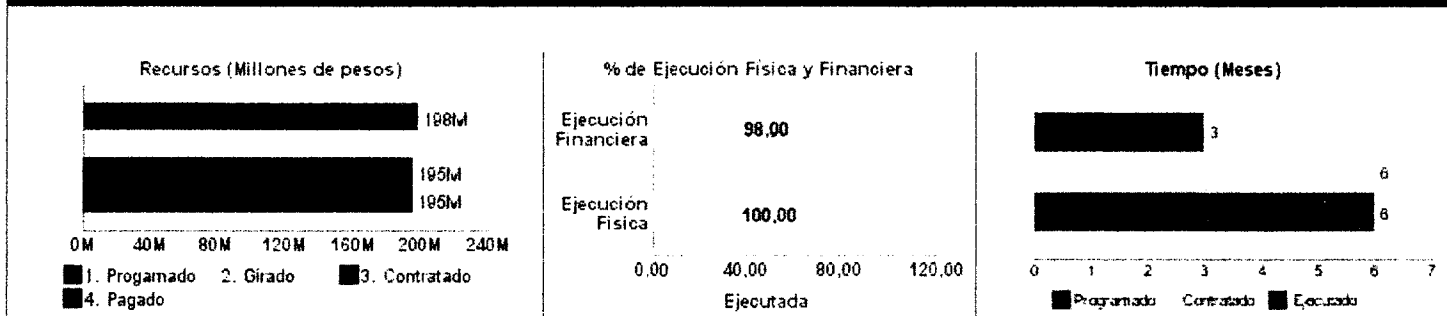 Recursos (Millones de pesos)
198M
195M
195M
0M 40M 80M 120M 160M 200M 240M
1. Progamado 2. Girado 3. Contratado
4. Pagado
% de Ejecución Física y Financiera
Ejecución
Financiera
98,00
Ejecución
Física
100,00
0,00 40,00 80,00 120,00
Ejecutada
Tiempo (Meses)
3
6
6
0 1 2 3 4 5 6 7
Programado Contratado Ejecutado